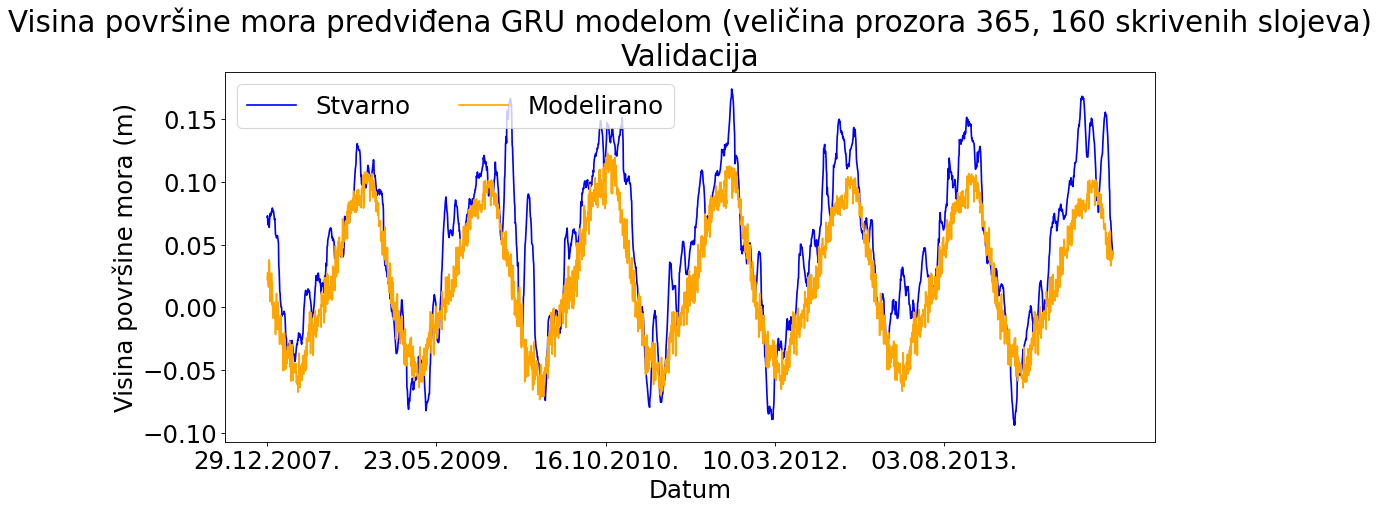 Visina površine mora predviđena GRU modelom (veličina prozora 365, 160 skrivenih slojeva)
Validacija
Stvarno Modelirano
Visina površine mora (m)
0.15
0.10
0.05
0.00
−0.05
−0.10
29.12.2007. 23.05.2009. 16.10.2010. 10.03.2012. 03.08.2013.
Datum